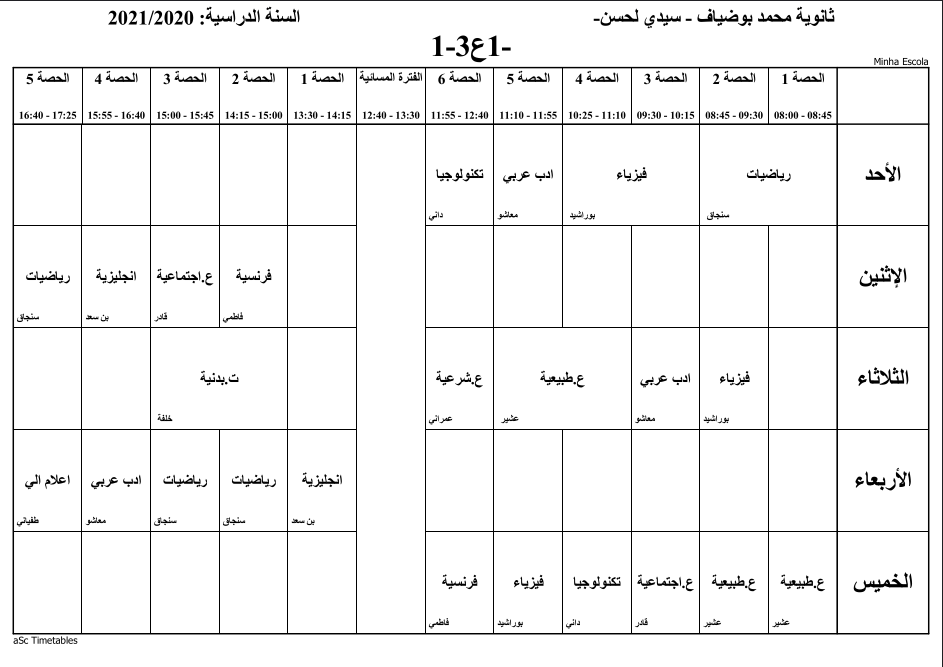 ثانوية محمد بوضياف - سيدي لحسن-
السنة الدراسية: 2021/2020
1-3ع1-
Minha Escola
الحصة 1 الحصة 2 الحصة 3 الحصة 4 الحصة 5 الحصة 6 الفترة المسائية الحصة 1 الحصة 2 الحصة 3 الحصة 4 الحصة 5
08:00 - 08:45 08:45 - 09:30 09:30 - 10:15 10:25 - 11:10 11:10 - 11:55 11:55 - 12:40 12:40 - 13:30 13:30 - 14:15 14:15 - 15:00 15:00 - 15:45 15:55 - 16:40 16:40 - 17:25
الأحد رياضيات فيزياء ادب عربي تكنولوجيا
سنجاق بوراشيد معاشو داني
الإثنين فرنسية ع.اجتماعية انجليزية رياضيات
فاطمي قادر بن سعد سنجاق
الثلاثاء فيزياء ادب عربي ع.طبيعية ع.شرعية ت.بدنية
بوراشيد معاشو عشير عمراني خلفة
الأربعاء انجليزية رياضيات رياضيات ادب عربي اعلام الي
بن سعد سنجاق سنجاق معاشو طفياني
الخميس ع.طبيعية ع.طبيعية ع.اجتماعية تكنولوجيا فيزياء فرنسية
عشير عشير قادر داني بوراشيد فاطمي
aSc Timetables